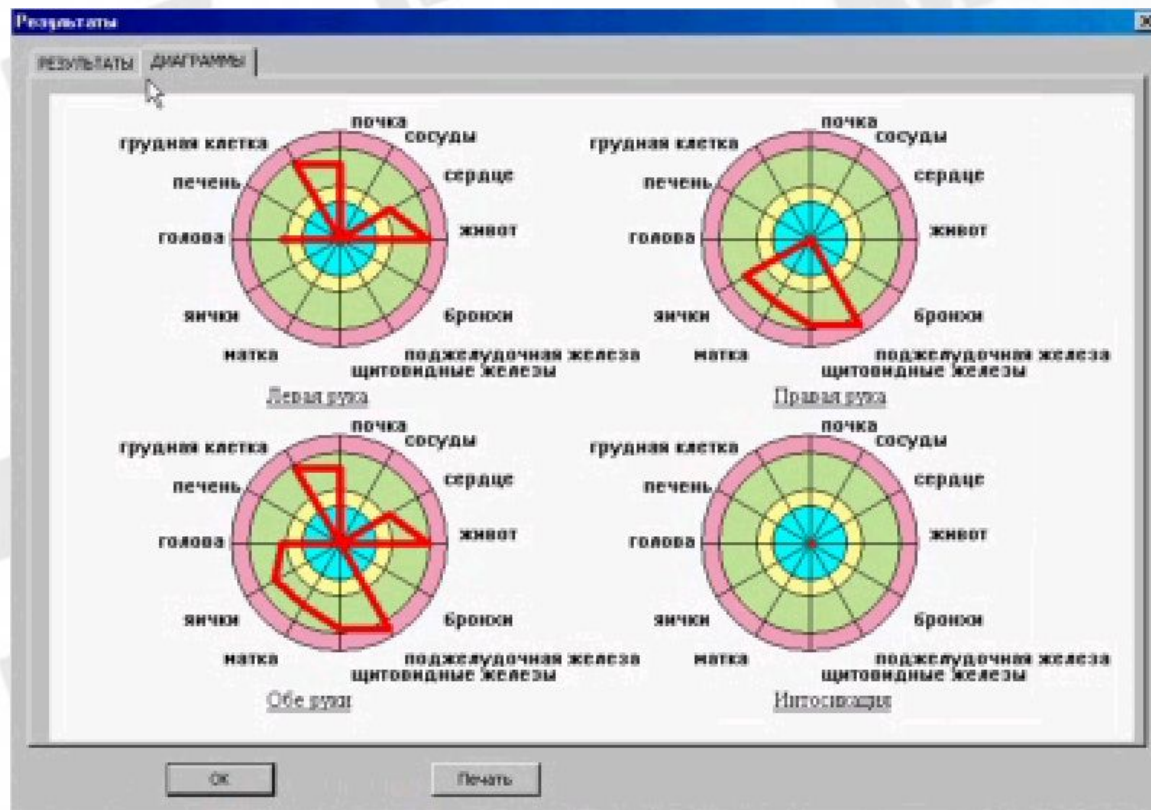 Результаты
РЕЗУЛЬТАТЫ ДИАГРАММЫ
почка
сосуды
сердце
живот
бронхи
поджелудочная железа
щитовидные железы
матка
яички
голова
печень
грудная клетка
Левая рука
почка
сосуды
сердце
живот
бронхи
поджелудочная железа
щитовидные железы
матка
яички
голова
печень
грудная клетка
Правая рука
почка
сосуды
сердце
живот
бронхи
поджелудочная железа
щитовидные железы
матка
яички
голова
печень
грудная клетка
Обе руки
почка
сосуды
сердце
живот
бронхи
поджелудочная железа
щитовидные железы
матка
яички
голова
печень
грудная клетка
Интосикация
ОК Печать